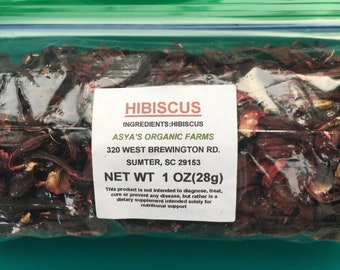 HIBISCUS
INGREDIENTS:HIBISCUS
ASYA'S ORGANIC FARMS
320 WEST BREWINGTON RD.
SUMTER, SC 29153
NET WT 1 OZ(28g)
This product is not intended to diagnose, treat,
cure or prevent any disease, but rather is a
dietary supplement intended solely for
nutritional support